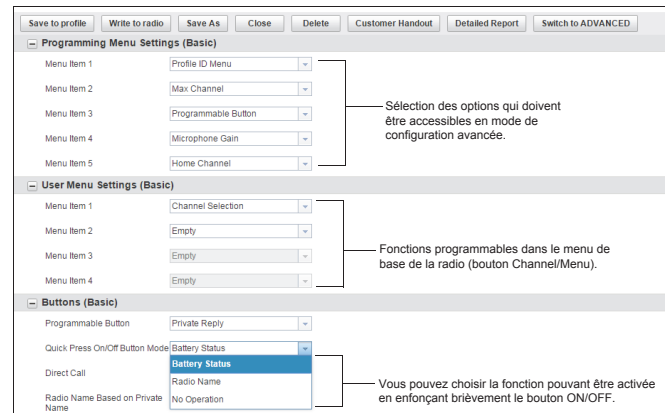 Save to profile Write to radio Save As Close Delete Customer Handout Detailed Report Switch to ADVANCED
Programming Menu Settings (Basic)
Menu Item 1 Profile ID Menu
Menu Item 2 Max Channel
Menu Item 3 Programmable Button
Menu Item 4 Microphone Gain
Menu Item 5 Home Channel
Sélection des options qui doivent
être accessibles en mode de
configuration avancée.
User Menu Settings (Basic)
Menu Item 1 Channel Selection
Menu Item 2 Empty
Menu Item 3 Empty
Menu Item 4 Empty
Fonctions programmables dans le menu de
base de la radio (bouton Channel/Menu).
Buttons (Basic)
Programmable Button Private Reply
Quick Press On/Off Button Mode Battery Status
Battery Status
Direct Call
Radio Name
Radio Name Based on Private
Name
No Operation
Vous pouvez choisir la fonction pouvant être activée
en enfonçant brièvement le bouton ON/OFF.